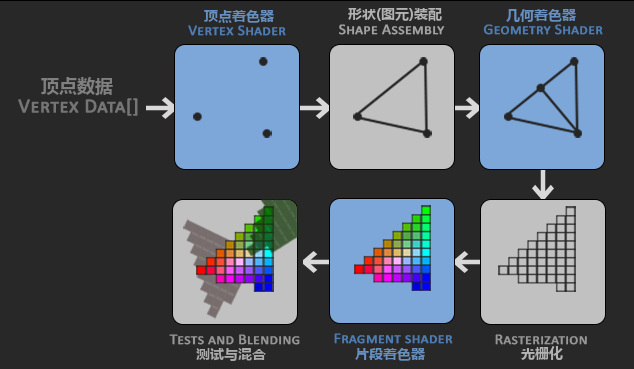 顶点着色器
VERTEX SHADER
形状(图元)装配
SHAPE ASSEMBLY
几何着色器
GEOMETRY SHADER
顶点数据
VERTEX DATA[]
TESTS AND BLENDING
测试与混合
FRAGMENT SHADER
片段着色器
RASTERIZATION
光栅化